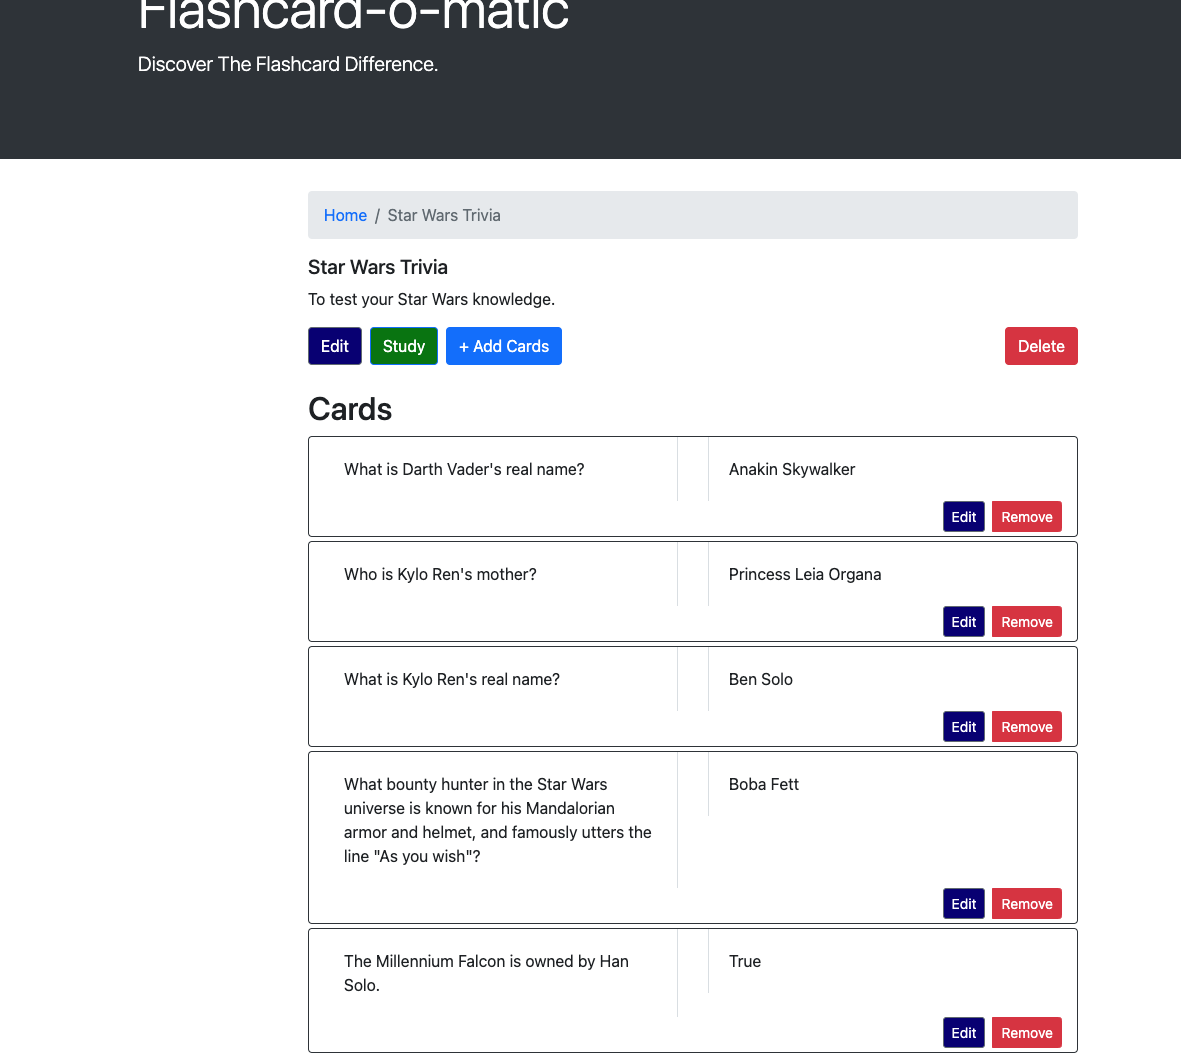 Flashcard-o-matic
Discover The Flashcard Difference.
Home / Star Wars Trivia
Star Wars Trivia
To test your Star Wars knowledge.
Edit Study + Add Cards Delete
Cards
What is Darth Vader's real name? Anakin Skywalker
Edit Remove
Who is Kylo Ren's mother? Princess Leia Organa
Edit Remove
What is Kylo Ren's real name? Ben Solo
Edit Remove
What bounty hunter in the Star Wars Boba Fett
universe is known for his Mandalorian
armor and helmet, and famously utters the
line "As you wish"?
Edit Remove
The Millennium Falcon is owned by Han True
Solo.
Edit Remove